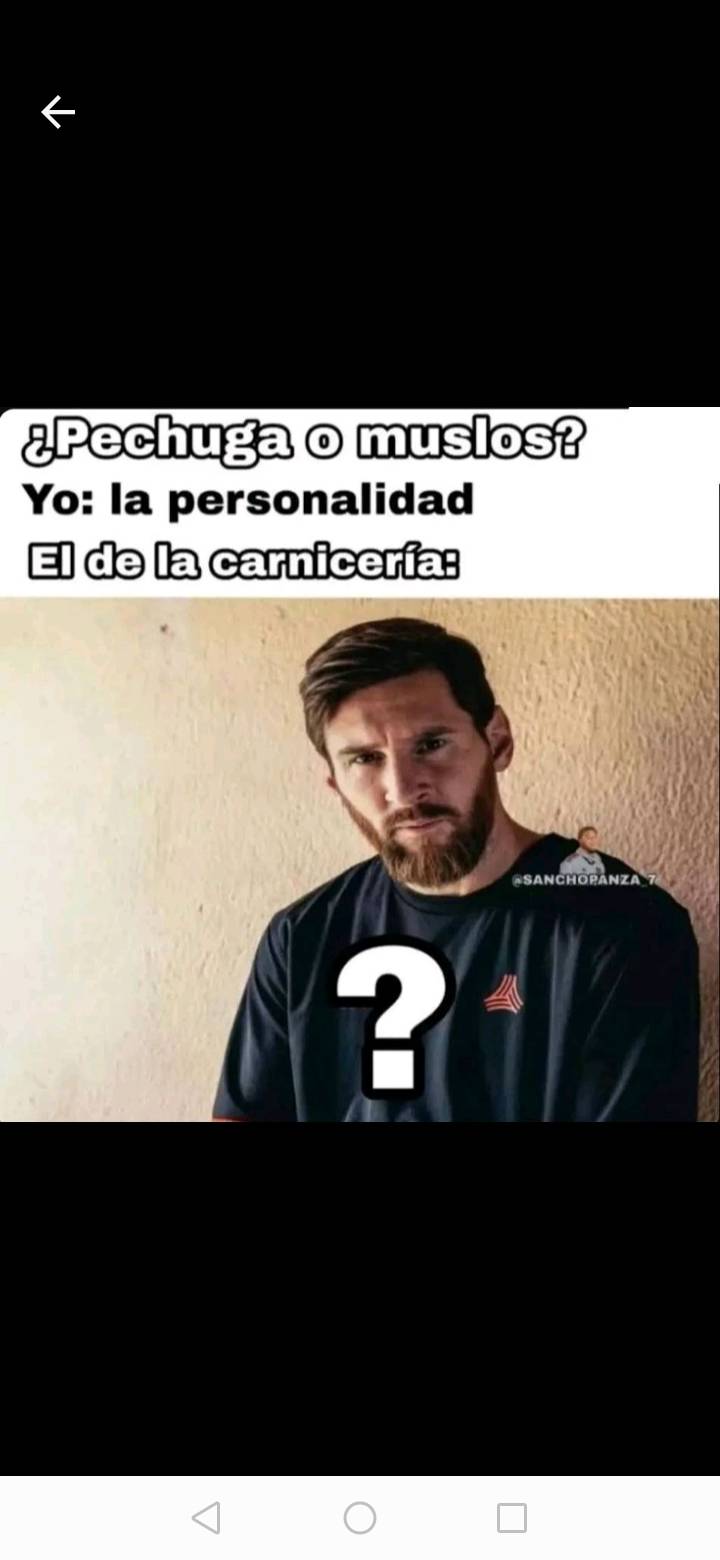 ¿Pechuga o muslos?
Yo: la personalidad
El de la carnicería:
@SANCHOPANZA_7
?